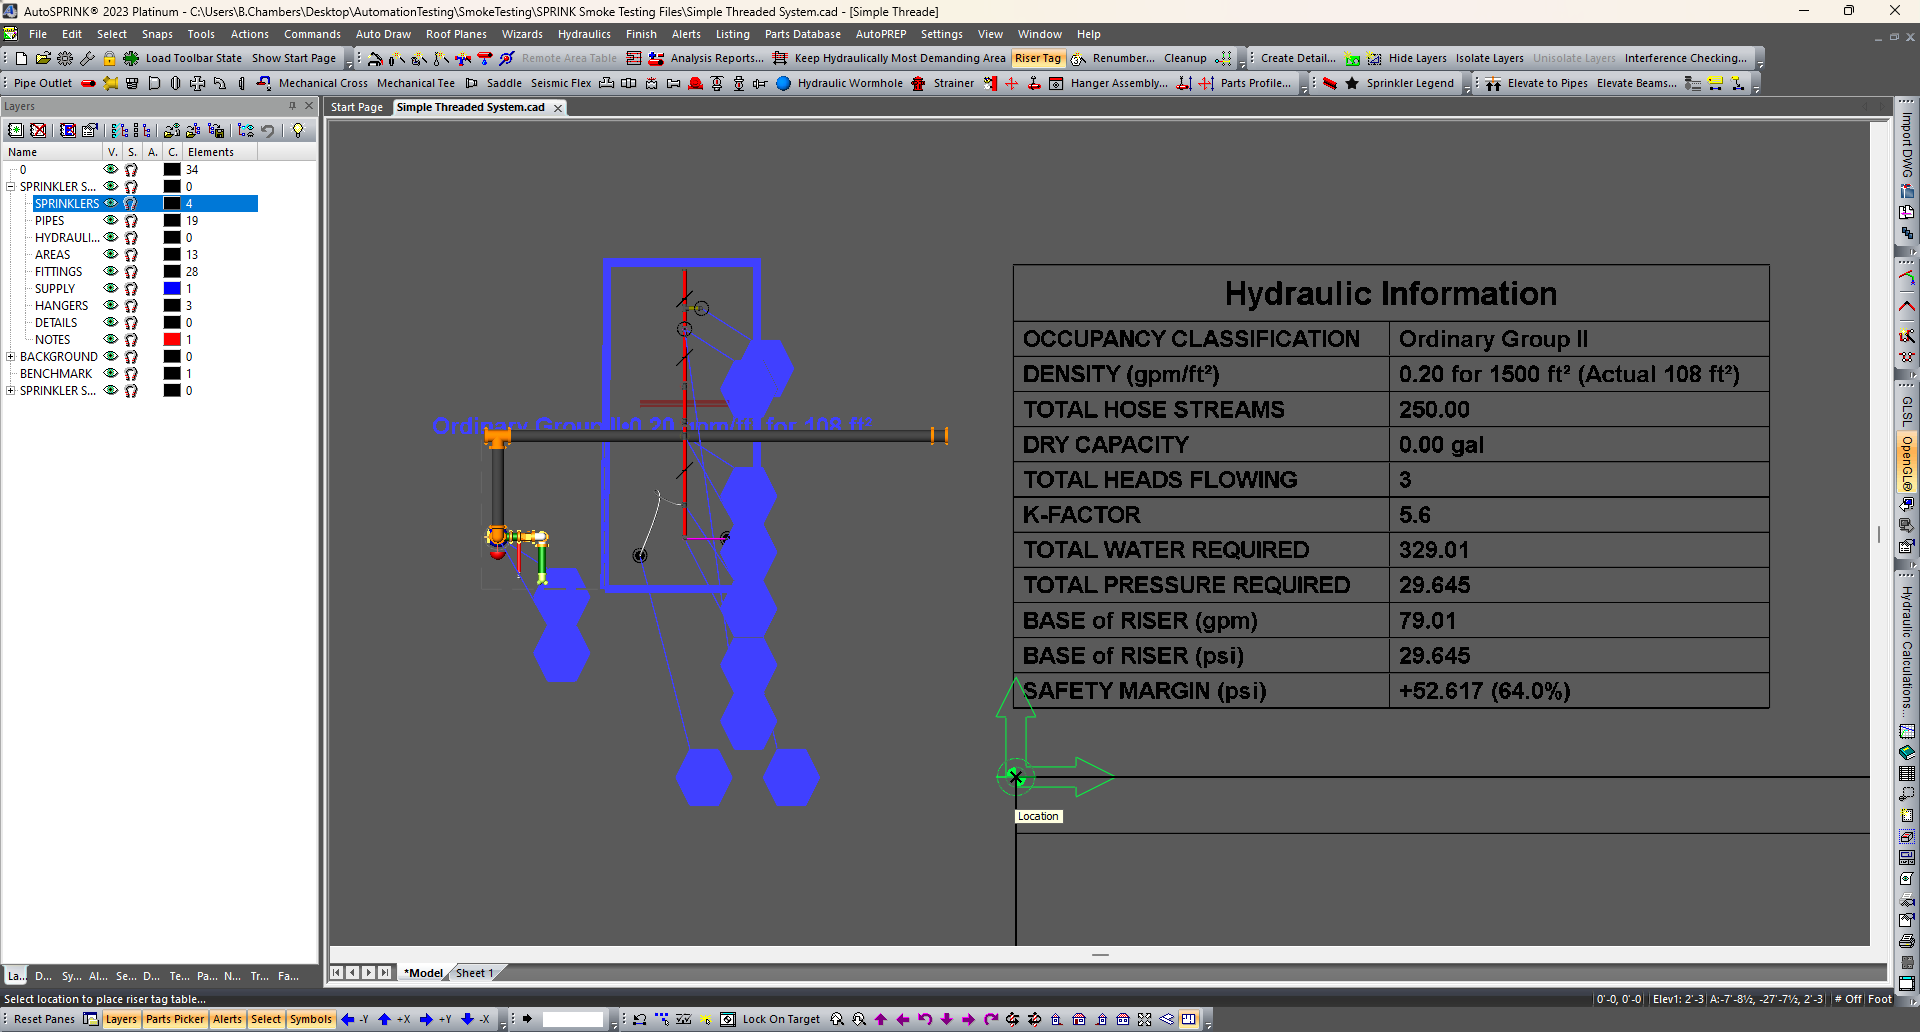 AutoSPRINK® 2023 Platinum - C:\Users\B.Chambers\Desktop\AutomationTesting\SmokeTesting\SPRINK Smoke Testing Files\Simple Threaded System.cad - [Simple Threade]
File Edit Select Snaps Tools Actions Commands Auto Draw Roof Planes Wizards Hydraulics Finish Alerts Listing Parts Database AutoPREP Settings View Window Help
Load Toolbar State Show Start Page Remote Area Table Analysis Reports... Keep Hydraulically Most Demanding Area Riser Tag Renumber... Cleanup Create Detail... Hide Layers Isolate Layers Unisolate Layers Interference Checking...
Pipe Outlet Mechanical Cross Mechanical Tee Saddle Seismic Flex Hydraulic Wormhole Strainer Hanger Assembly... Parts Profile... Sprinkler Legend Elevate to Pipes Elevate Beams...
Layers
Start Page Simple Threaded System.cad
Name V. S. A. C. Elements
0 34
SPRINKLER S... 0
SPRINKLERS 4
PIPES 19
HYDRAULI... 0
AREAS 13
FITTINGS 28
SUPPLY 1
HANGERS 3
DETAILS 0
NOTES 1
BACKGROUND 0
BENCHMARK 1
SPRINKLER S... 0
Hydraulic Information
OCCUPANCY CLASSIFICATION Ordinary Group II
DENSITY (gpm/ft²) 0.20 for 1500 ft² (Actual 108 ft²)
TOTAL HOSE STREAMS 250.00
DRY CAPACITY 0.00 gal
TOTAL HEADS FLOWING 3
K-FACTOR 5.6
TOTAL WATER REQUIRED 329.01
TOTAL PRESSURE REQUIRED 29.645
BASE of RISER (gpm) 79.01
BASE of RISER (psi) 29.645
SAFETY MARGIN (psi) +52.617 (64.0%)
Location
Import DWG
GLSL
OpenGL®
Hydraulic Calculations...
La... D... Sy... Al... Se... D... Te... Pa... N... Tr... Fa...
*Model Sheet 1
Select location to place riser tag table...
0'-0, 0'-0 Elev1: 2'-3 A:-7'-8½, -27'-7½, 2'-3 # Off Foot
Reset Panes Layers Parts Picker Alerts Select Symbols -Y +X +Y -X Lock On Target